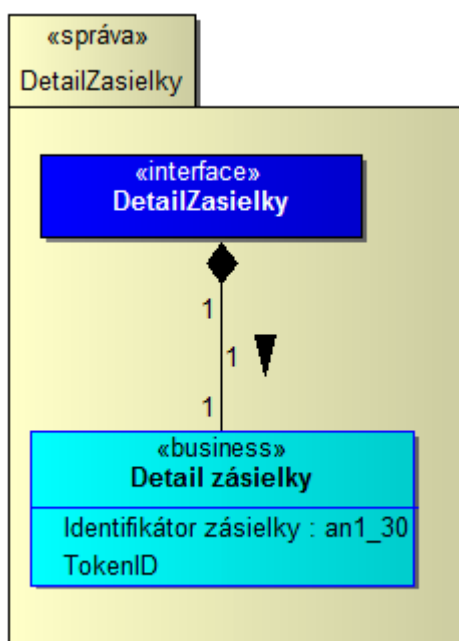 «správa»
DetailZasielky
«interface»
DetailZasielky
1
1
1
«business»
Detail zásielky
Identifikátor zásielky : an1_30
TokenID